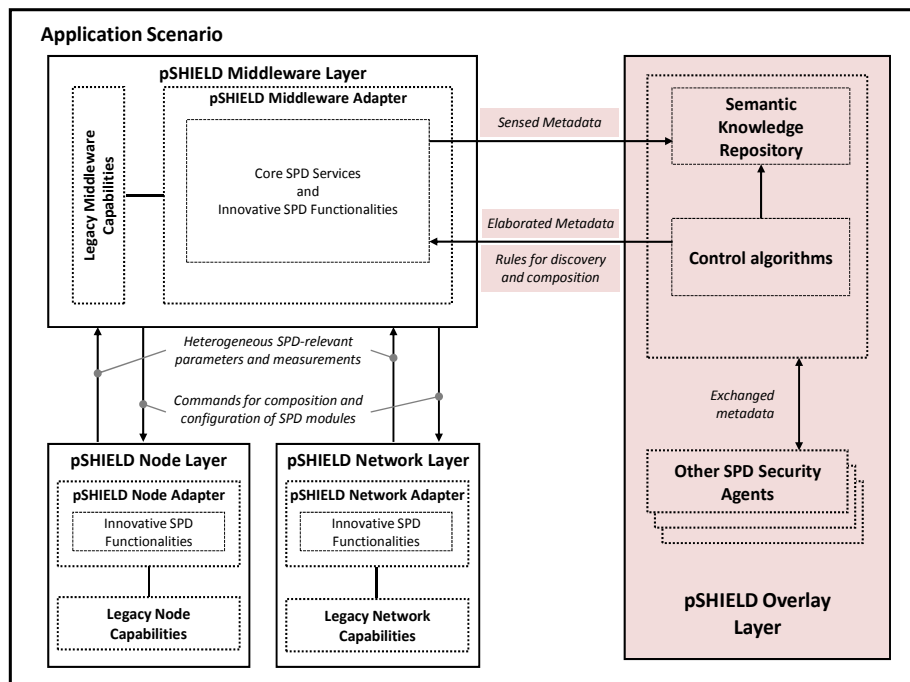 Application Scenario
pSHIELD Middleware Layer
pSHIELD Middleware Adapter
Legacy Middleware
Capabilities
Core SPD Services
and
Innovative SPD Functionalities
Sensed Metadata
Elaborated Metadata
Rules for discovery
and composition
Semantic
Knowledge
Repository
Control algorithms
Heterogeneous SPD-relevant
parameters and measurements
Commands for composition and
configuration of SPD modules
Exchanged
metadata
Other SPD Security
Agents
pSHIELD Overlay
Layer
pSHIELD Node Layer
pSHIELD Node Adapter
Innovative SPD
Functionalities
Legacy Node
Capabilities
pSHIELD Network Layer
pSHIELD Network Adapter
Innovative SPD
Functionalities
Legacy Network
Capabilities